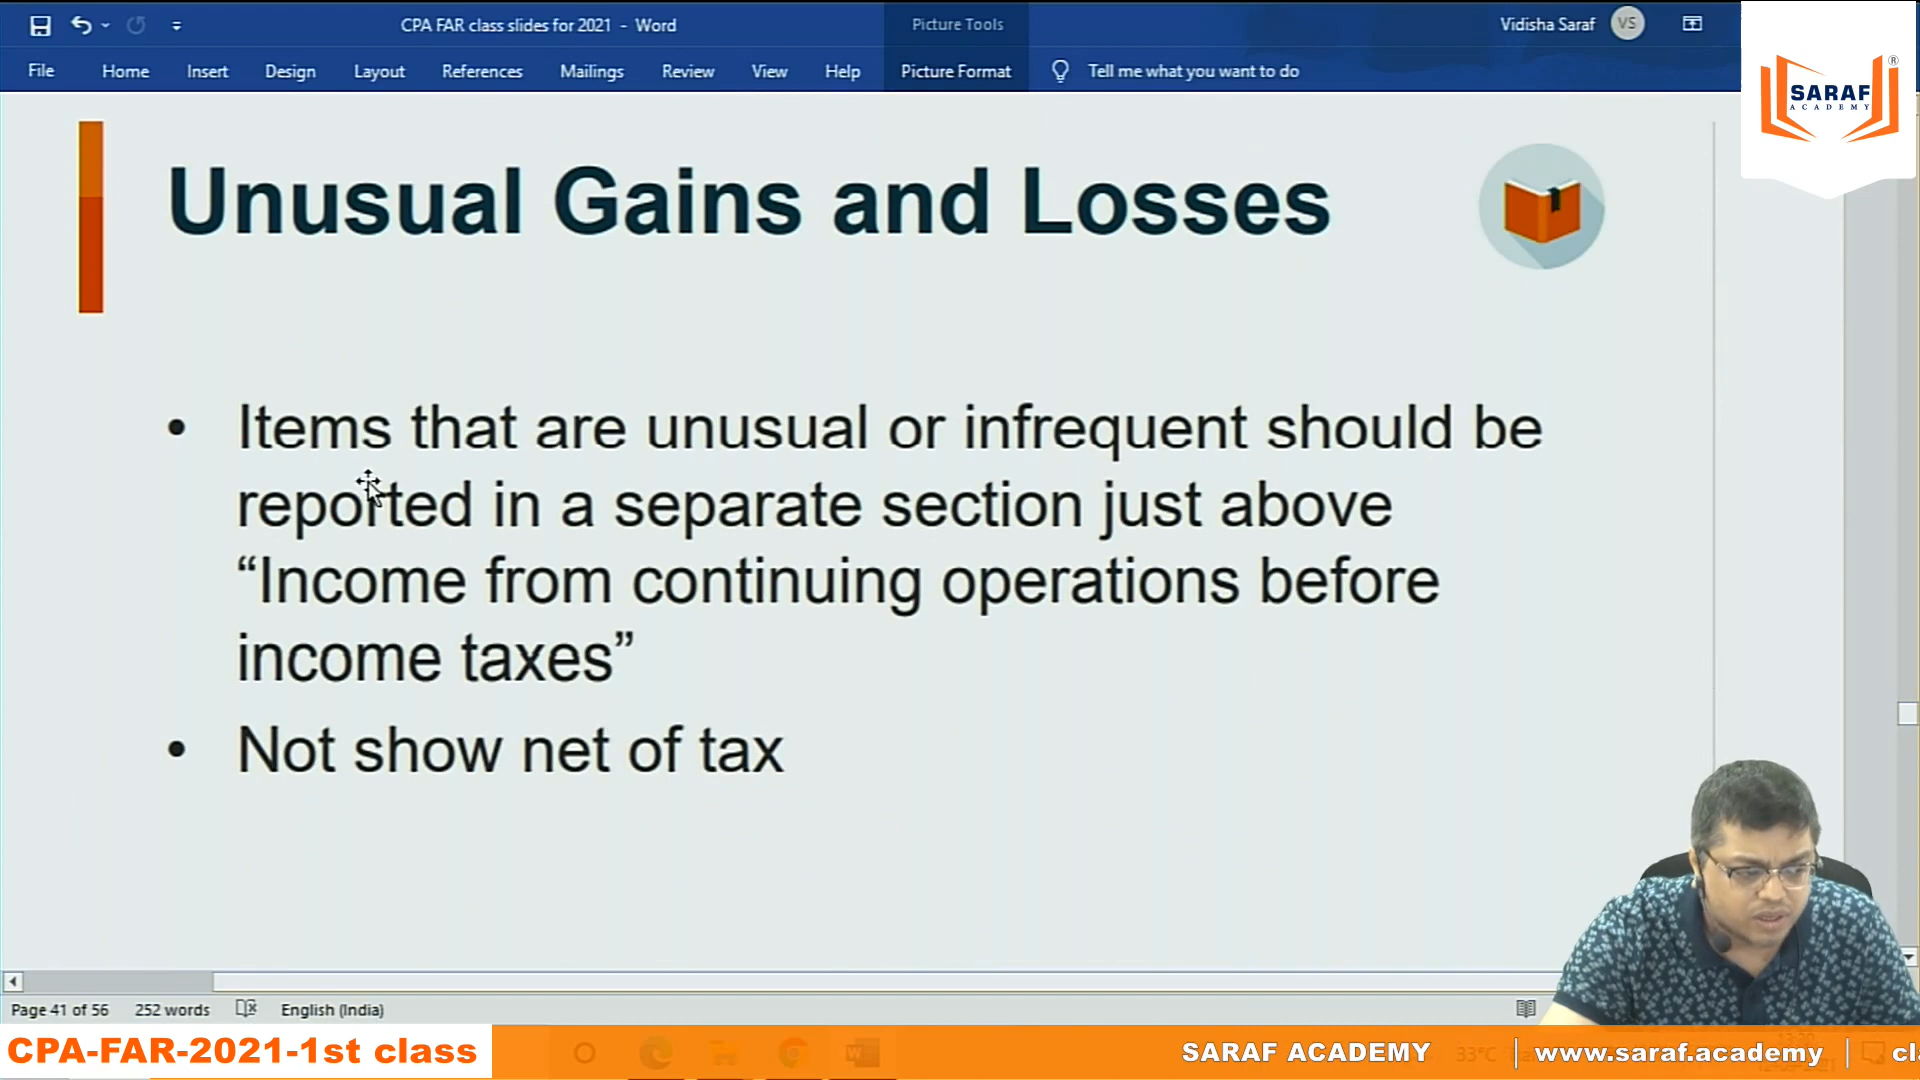 CPA FAR class slides for 2021 - Word
Picture Tools
Vidisha Saraf
VS
File
Home
Insert
Design
Layout
References
Mailings
Review
View
Help
Picture Format
Tell me what you want to do
SARAF
ACADEMY
®
Unusual Gains and Losses
• Items that are unusual or infrequent should be
reported in a separate section just above
“Income from continuing operations before
income taxes”
• Not show net of tax
Page 41 of 56
252 words
English (India)
CPA-FAR-2021-1st class
SARAF ACADEMY
| www.saraf.academy |
33°C